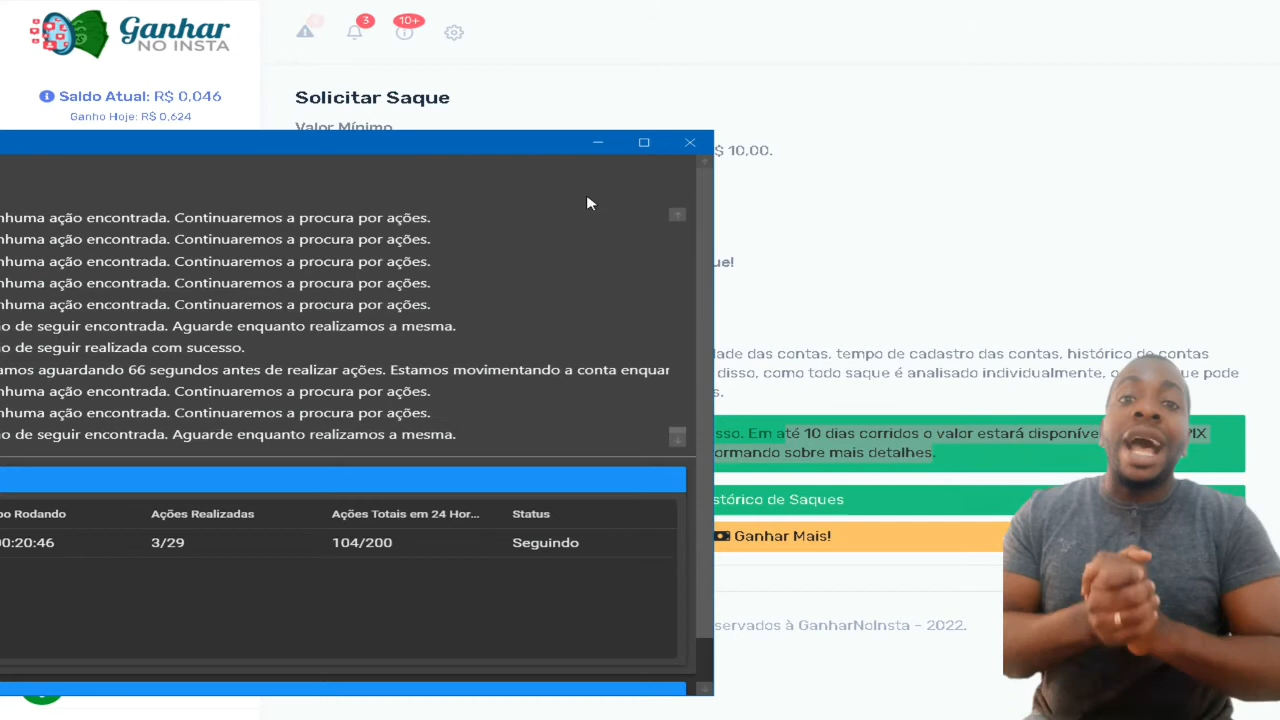 Ganhar
NO INSTA
3
10+
Saldo Atual: R$ 0,046
Ganho Hoje: R$ 0,624
Solicitar Saque
Valor Mínimo
$ 10,00.
nhuma ação encontrada. Continuaremos a procura por ações.
nhuma ação encontrada. Continuaremos a procura por ações.
nhuma ação encontrada. Continuaremos a procura por ações.
nhuma ação encontrada. Continuaremos a procura por ações.
nhuma ação encontrada. Continuaremos a procura por ações.
ão de seguir encontrada. Aguarde enquanto realizamos a mesma.
ão de seguir realizada com sucesso.
amos aguardando 66 segundos antes de realizar ações. Estamos movimentando a conta enquan
nhuma ação encontrada. Continuaremos a procura por ações.
nhuma ação encontrada. Continuaremos a procura por ações.
ão de seguir encontrada. Aguarde enquanto realizamos a mesma.
ue!
dade das contas, tempo de cadastro das contas, histórico de contas
disso, como todo saque é analisado individualmente, o que pode
s.
sso. Em até 10 dias corridos o valor estará disponíve PIX
ormando sobre mais detalhes.
stórico de Saques
Ganhar Mais!
po Rodando Ações Realizadas Ações Totais em 24 Hor... Status
00:20:46 3/29 104/200 Seguindo
servados à GanharNoInsta - 2022.